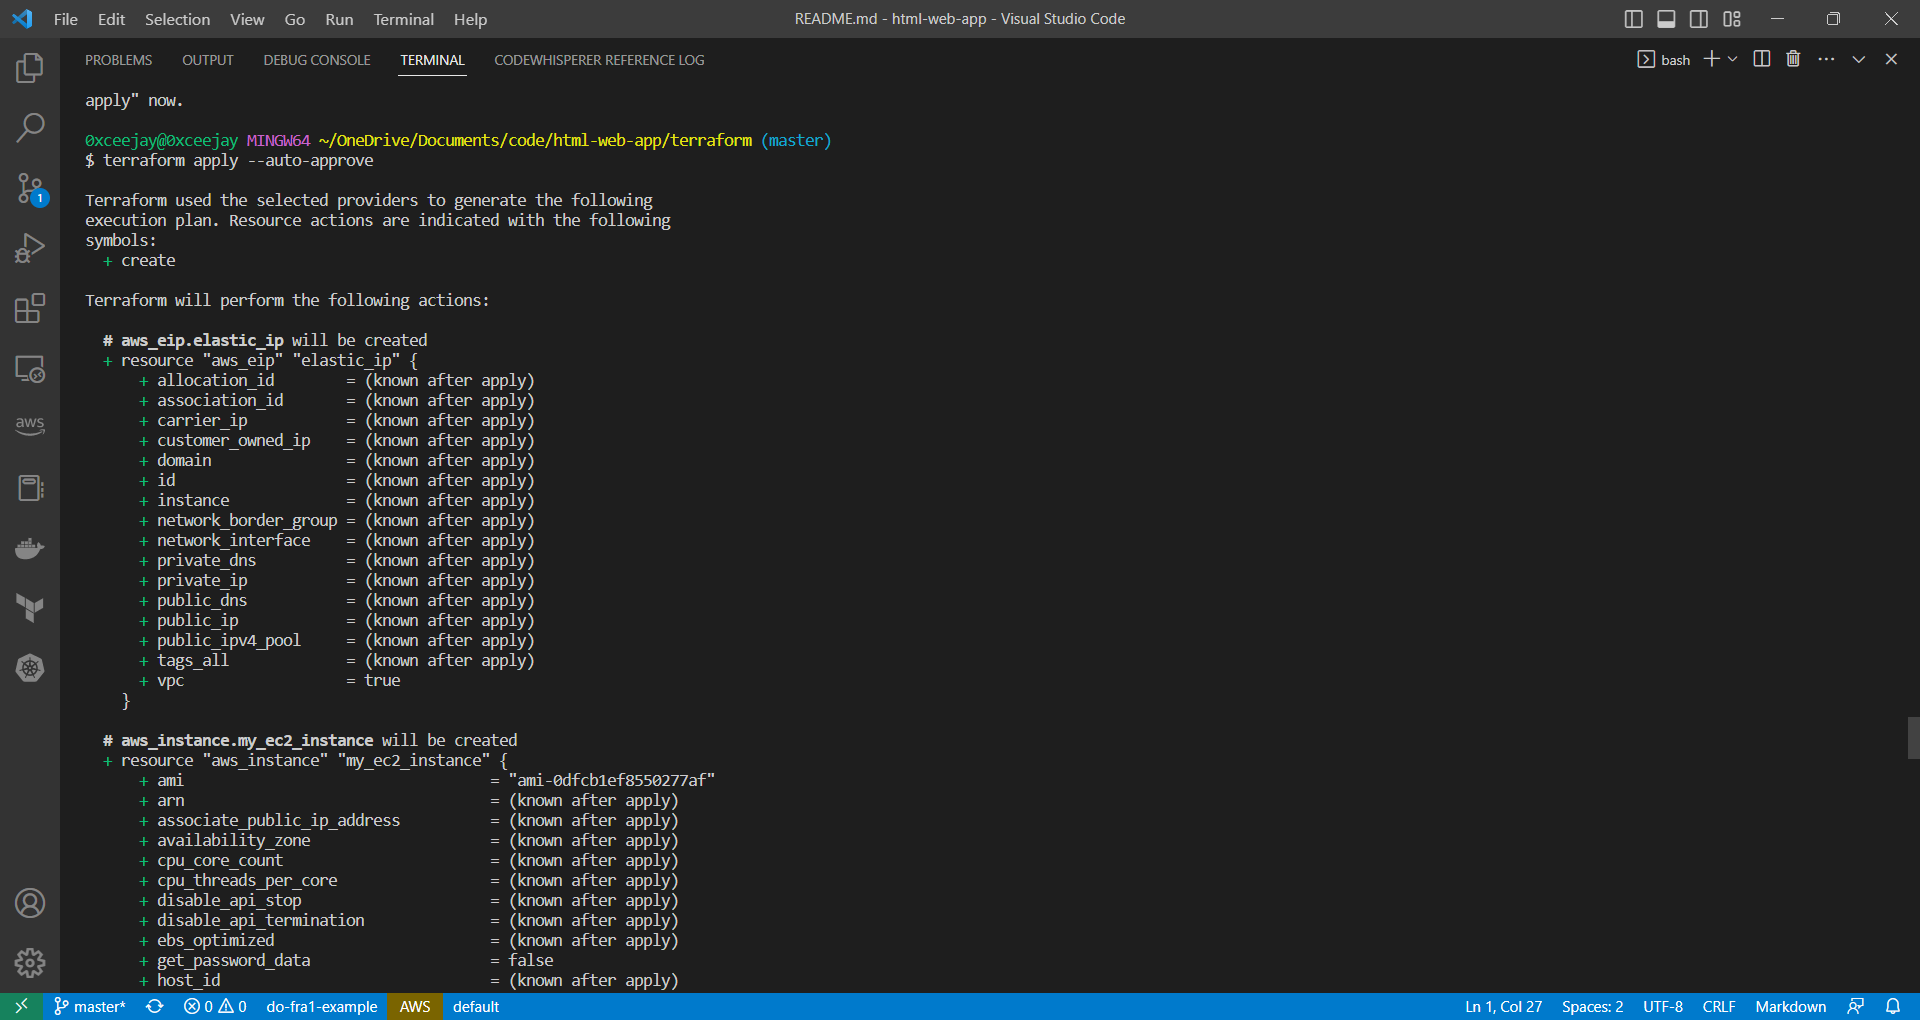 File Edit Selection View Go Run Terminal Help
README.md - html-web-app - Visual Studio Code
PROBLEMS OUTPUT DEBUG CONSOLE TERMINAL CODEWHISPERER REFERENCE LOG
bash
apply" now.
0xceejay@0xceejay MINGW64 ~/OneDrive/Documents/code/html-web-app/terraform (master)
$ terraform apply --auto-approve
Terraform used the selected providers to generate the following
execution plan. Resource actions are indicated with the following
symbols:
+ create
Terraform will perform the following actions:
# aws_eip.elastic_ip will be created
+ resource "aws_eip" "elastic_ip" {
+ allocation_id = (known after apply)
+ association_id = (known after apply)
+ carrier_ip = (known after apply)
+ customer_owned_ip = (known after apply)
+ domain = (known after apply)
+ id = (known after apply)
+ instance = (known after apply)
+ network_border_group = (known after apply)
+ network_interface = (known after apply)
+ private_dns = (known after apply)
+ private_ip = (known after apply)
+ public_dns = (known after apply)
+ public_ip = (known after apply)
+ public_ipv4_pool = (known after apply)
+ tags_all = (known after apply)
+ vpc = true
}
# aws_instance.my_ec2_instance will be created
+ resource "aws_instance" "my_ec2_instance" {
+ ami = "ami-0dfcb1ef8550277af"
+ arn = (known after apply)
+ associate_public_ip_address = (known after apply)
+ availability_zone = (known after apply)
+ cpu_core_count = (known after apply)
+ cpu_threads_per_core = (known after apply)
+ disable_api_stop = (known after apply)
+ disable_api_termination = (known after apply)
+ ebs_optimized = (known after apply)
+ get_password_data = false
+ host_id = (known after apply)
1
aws
master* 0 0 do-fra1-example AWS default
Ln 1, Col 27 Spaces: 2 UTF-8 CRLF Markdown